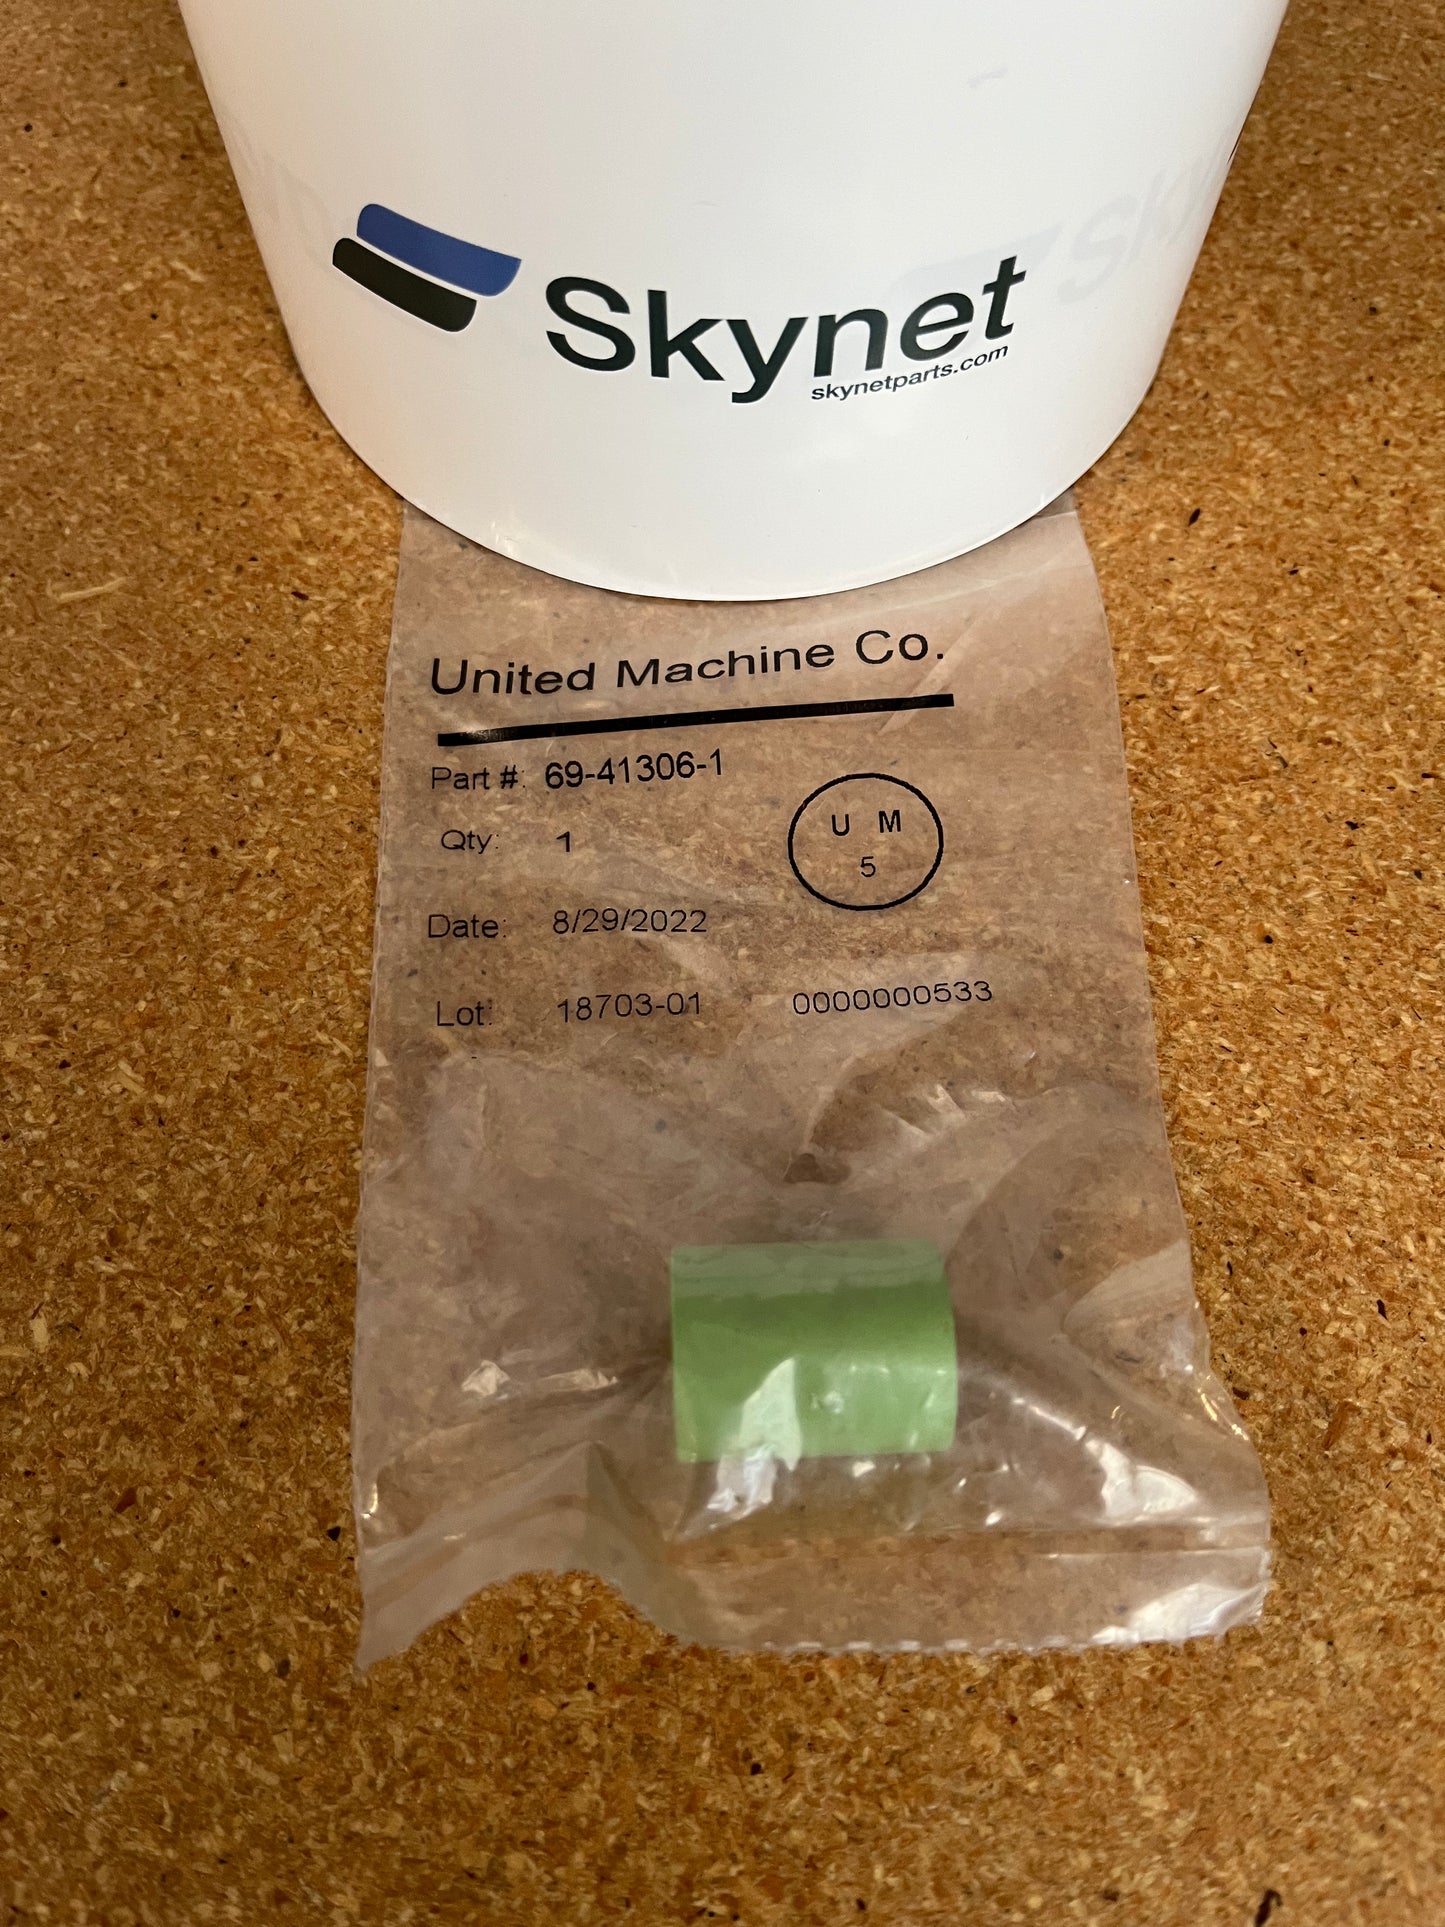 Skynet
skynetparts.com
United Machine Co.
Part #: 69-41306-1
Qty: 1
U M
5
Date: 8/29/2022
Lot: 18703-01 0000000533